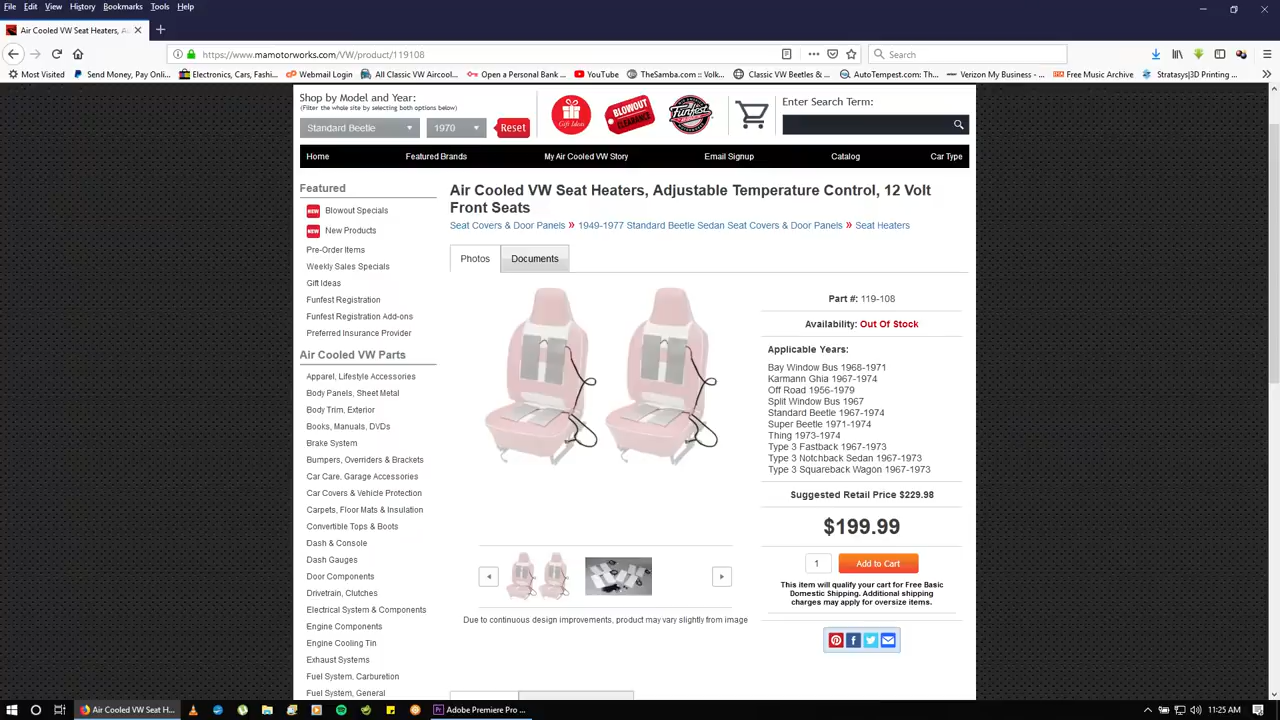 File Edit View History Bookmarks Tools Help
Air Cooled VW Seat Heaters, A
https://www.mamotorworks.com/VW/product/119108
Search
Most Visited
Send Money, Pay Onli...
Electronics, Cars, Fashi...
Webmail Login
All Classic VW Aircool...
Open a Personal Bank ...
YouTube
TheSamba.com :: Volk...
Classic VW Beetles & ...
AutoTempest.com: The...
Verizon My Business - ...
Free Music Archive
Stratasys|3D Printing ...
Shop by Model and Year:
(Filter the whole site by selecting both options below)
Standard Beetle
1970
Reset
Gift Ideas
BLOWOUT
CLEARANCE
Funfest
Enter Search Term:
Home
Featured Brands
My Air Cooled VW Story
Email Signup
Catalog
Car Type
Featured
NEW Blowout Specials
NEW New Products
Pre-Order Items
Weekly Sales Specials
Gift Ideas
Funfest Registration
Funfest Registration Add-ons
Preferred Insurance Provider
Air Cooled VW Parts
Apparel, Lifestyle Accessories
Body Panels, Sheet Metal
Body Trim, Exterior
Books, Manuals, DVDs
Brake System
Bumpers, Overriders & Brackets
Car Care, Garage Accessories
Car Covers & Vehicle Protection
Carpets, Floor Mats & Insulation
Convertible Tops & Boots
Dash & Console
Dash Gauges
Door Components
Drivetrain, Clutches
Electrical System & Components
Engine Components
Engine Cooling Tin
Exhaust Systems
Fuel System, Carburetion
Fuel System, General
Air Cooled VW Seat Heaters, Adjustable Temperature Control, 12 Volt
Front Seats
Seat Covers & Door Panels » 1949-1977 Standard Beetle Sedan Seat Covers & Door Panels » Seat Heaters
Photos
Documents
Due to continuous design improvements, product may vary slightly from image
Part #: 119-108
Availability: Out Of Stock
Applicable Years:
Bay Window Bus 1968-1971
Karmann Ghia 1967-1974
Off Road 1956-1979
Split Window Bus 1967
Standard Beetle 1967-1974
Super Beetle 1971-1974
Thing 1973-1974
Type 3 Fastback 1967-1973
Type 3 Notchback Sedan 1967-1973
Type 3 Squareback Wagon 1967-1973
Suggested Retail Price $229.98
$199.99
1
Add to Cart
This item will qualify your cart for Free Basic
Domestic Shipping. Additional shipping
charges may apply for oversize items.
Air Cooled VW Seat H...
Adobe Premiere Pro ...
11:25 AM